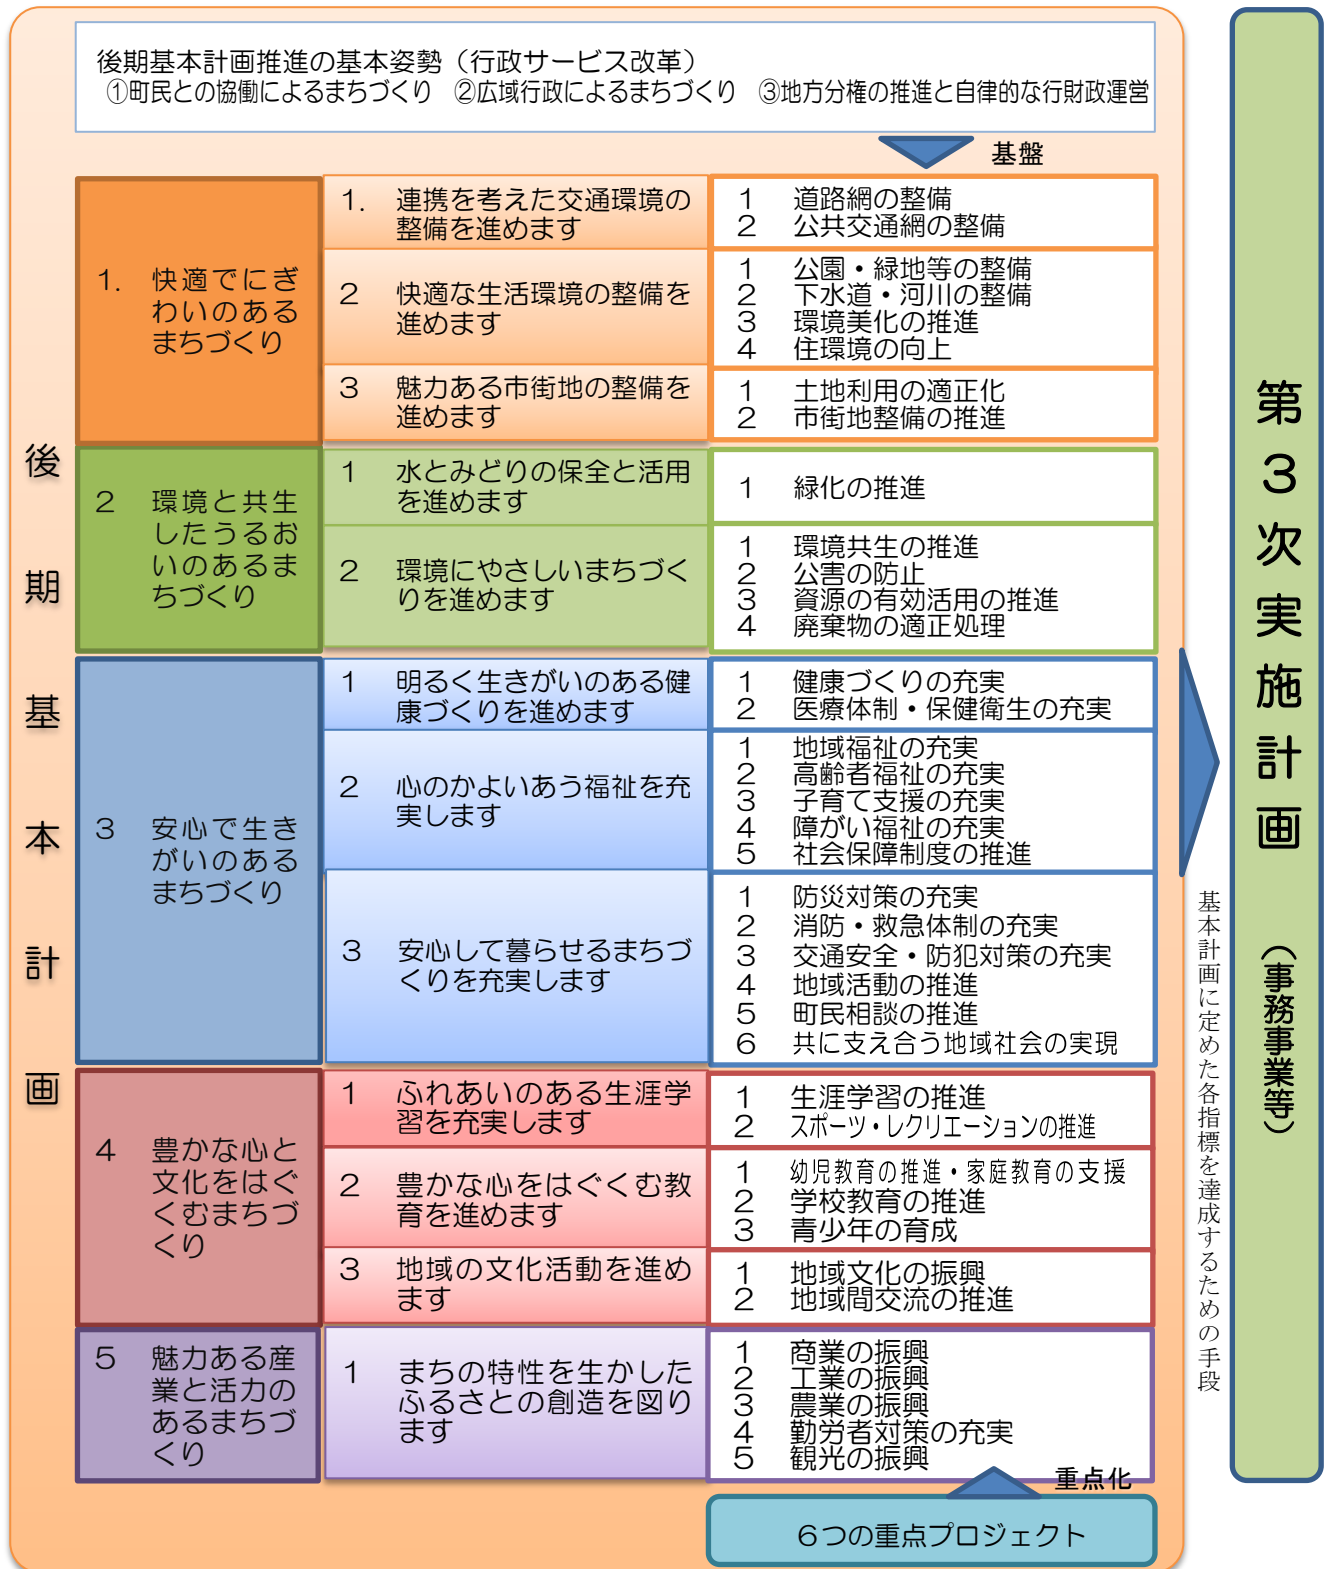 後期基本計画推進の基本姿勢（行政サービス改革）
①町民との協働によるまちづくり　②広域行政によるまちづくり　③地方分権の推進と自律的な行財政運営
基盤
後期基本計画
1.　快適でにぎ
わいのある
まちづくり
1.　連携を考えた交通環境の
整備を進めます
1　道路網の整備
2　公共交通網の整備
2　快適な生活環境の整備を
進めます
1　公園・緑地等の整備
2　下水道・河川の整備
3　環境美化の推進
4　住環境の向上
3　魅力ある市街地の整備を
進めます
1　土地利用の適正化
2　市街地整備の推進
2　環境と共生
したうるお
いのあるま
ちづくり
1　水とみどりの保全と活用
を進めます
1　緑化の推進
2　環境にやさしいまちづく
りを進めます
1　環境共生の推進
2　公害の防止
3　資源の有効活用の推進
4　廃棄物の適正処理
3　安心で生き
がいのある
まちづくり
1　明るく生きがいのある健
康づくりを進めます
1　健康づくりの充実
2　医療体制・保健衛生の充実
2　心のかよいあう福祉を充
実します
1　地域福祉の充実
2　高齢者福祉の充実
3　子育て支援の充実
4　障がい福祉の充実
5　社会保障制度の推進
3　安心して暮らせるまちづ
くりを充実します
1　防災対策の充実
2　消防・救急体制の充実
3　交通安全・防犯対策の充実
4　地域活動の推進
5　町民相談の推進
6　共に支え合う地域社会の実現
4　豊かな心と
文化をはぐ
くむまちづ
くり
1　ふれあいのある生涯学
習を充実します
1　生涯学習の推進
2　スポーツ・レクリエーションの推進
2　豊かな心をはぐくむ教
育を進めます
1　幼児教育の推進・家庭教育の支援
2　学校教育の推進
3　青少年の育成
3　地域の文化活動を進め
ます
1　地域文化の振興
2　地域間交流の推進
5　魅力ある産
業と活力の
あるまちづ
くり
1　まちの特性を生かした
ふるさとの創造を図り
ます
1　商業の振興
2　工業の振興
3　農業の振興
4　勤労者対策の充実
5　観光の振興
重点化
6つの重点プロジェクト
基本計画に定めた各指標を達成するための手段
第3次実施計画　（事務事業等）